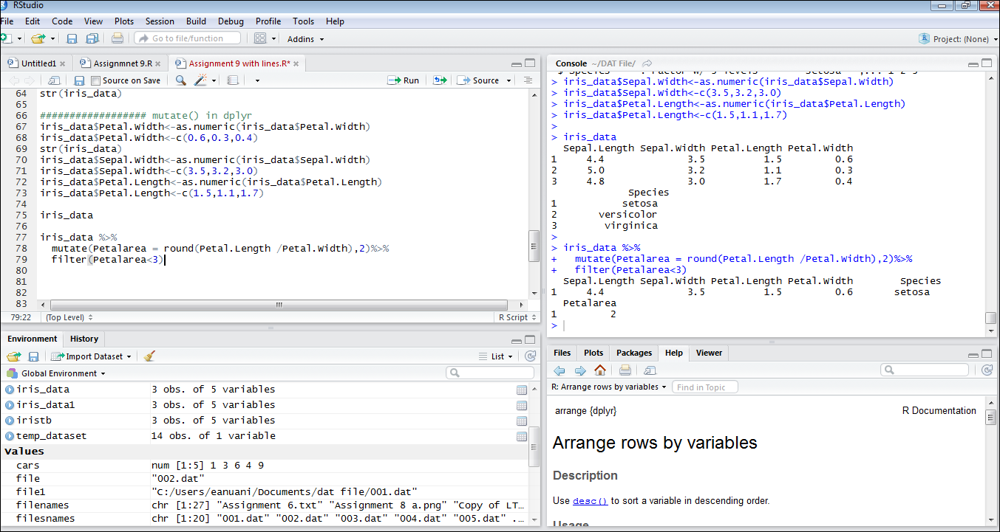 RStudio
File Edit Code View Plots Session Build Debug Profile Tools Help
Go to file/function Addins Project: (None)
Untitled1 Assignmnet 9.R Assignment 9 with lines.R*
Source on Save Run Source
64 str(iris_data)
65
66 ################## mutate() in dplyr
67 iris_data$Petal.Width<-as.numeric(iris_data$Petal.Width)
68 iris_data$Petal.Width<-c(0.6,0.3,0.4)
69 str(iris_data)
70 iris_data$Sepal.Width<-as.numeric(iris_data$Sepal.Width)
71 iris_data$Sepal.Width<-c(3.5,3.2,3.0)
72 iris_data$Petal.Length<-as.numeric(iris_data$Petal.Length)
73 iris_data$Petal.Length<-c(1.5,1.1,1.7)
74
75 iris_data
76
77 iris_data %>%
78 mutate(Petalarea = round(Petal.Length /Petal.Width),2)%>%
79 filter(Petalarea<3)
80
81
82
83
79:22 (Top Level) R Script
Console ~/DAT File/
> iris_data$Sepal.Width<-as.numeric(iris_data$Sepal.Width)
> iris_data$Sepal.Width<-c(3.5,3.2,3.0)
> iris_data$Petal.Length<-as.numeric(iris_data$Petal.Length)
> iris_data$Petal.Length<-c(1.5,1.1,1.7)
>
> iris_data
Sepal.Length Sepal.Width Petal.Length Petal.Width
1 4.4 3.5 1.5 0.6
2 5.0 3.2 1.1 0.3
3 4.8 3.0 1.7 0.4
Species
1 setosa
2 versicolor
3 virginica
>
> iris_data %>%
+ mutate(Petalarea = round(Petal.Length /Petal.Width),2)%>%
+ filter(Petalarea<3)
Sepal.Length Sepal.Width Petal.Length Petal.Width Species
1 4.4 3.5 1.5 0.6 setosa
Petalarea
1 2
>
Environment History
Import Dataset List
Global Environment
iris_data 3 obs. of 5 variables
iris_data1 3 obs. of 5 variables
iristb 3 obs. of 5 variables
temp_dataset 14 obs. of 1 variable
Values
cars num [1:5] 1 3 6 4 9
file "002.dat"
file1 "C:/Users/eanuani/Documents/dat file/001.dat"
filenames chr [1:27] "Assignment 6.txt" "Assignment 8 a.png" "Copy of LT…
filesnames chr [1:20] "001.dat" "002.dat" "003.dat" "004.dat" "005.dat" ...
Files Plots Packages Help Viewer
R: Arrange rows by variables Find in Topic
arrange {dplyr} R Documentation
Arrange rows by variables
Description
Use desc() to sort a variable in descending order.
Usage